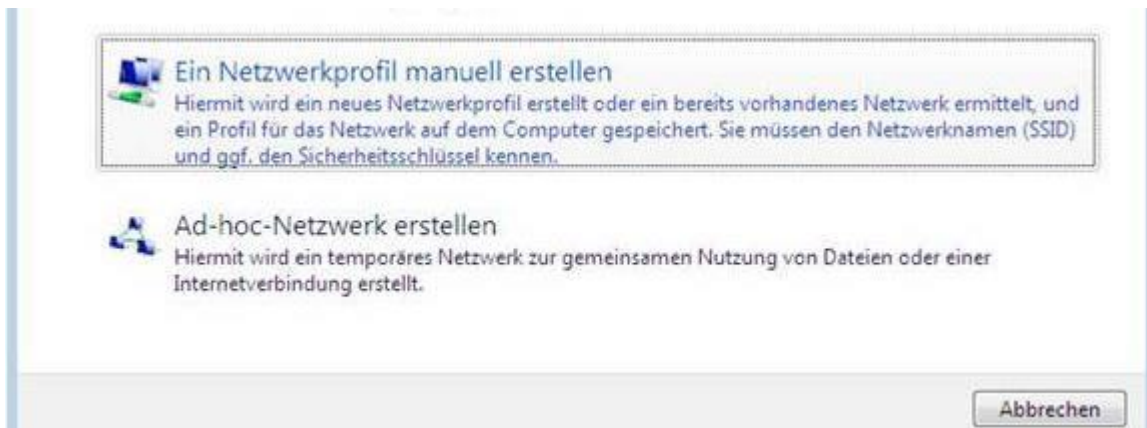 Ein Netzwerkprofil manuell erstellen
Hiermit wird ein neues Netzwerkprofil erstellt oder ein bereits vorhandenes Netzwerk ermittelt, und
ein Profil für das Netzwerk auf dem Computer gespeichert. Sie müssen den Netzwerknamen (SSID)
und ggf. den Sicherheitsschlüssel kennen.
Ad-hoc-Netzwerk erstellen
Hiermit wird ein temporäres Netzwerk zur gemeinsamen Nutzung von Dateien oder einer
Internetverbindung erstellt.
Abbrechen